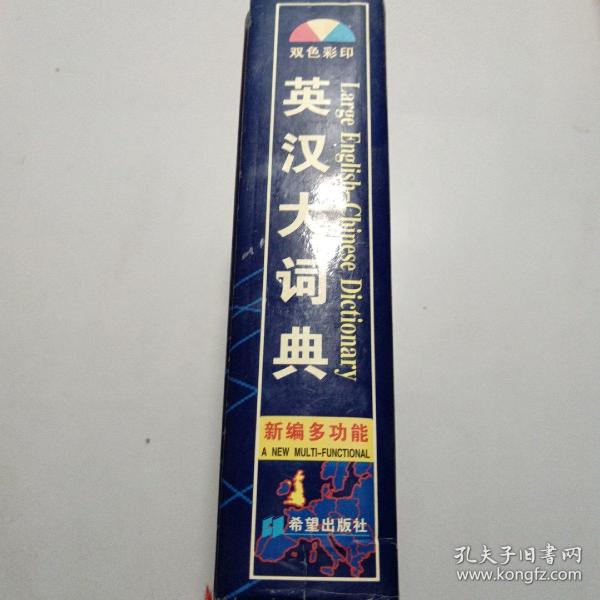 双色彩印
英汉大词典
Large English-Chinese Dictionary
新编多功能
A NEW MULTI-FUNCTIONAL
希望出版社
孔夫子旧书网
www.kongfz.com